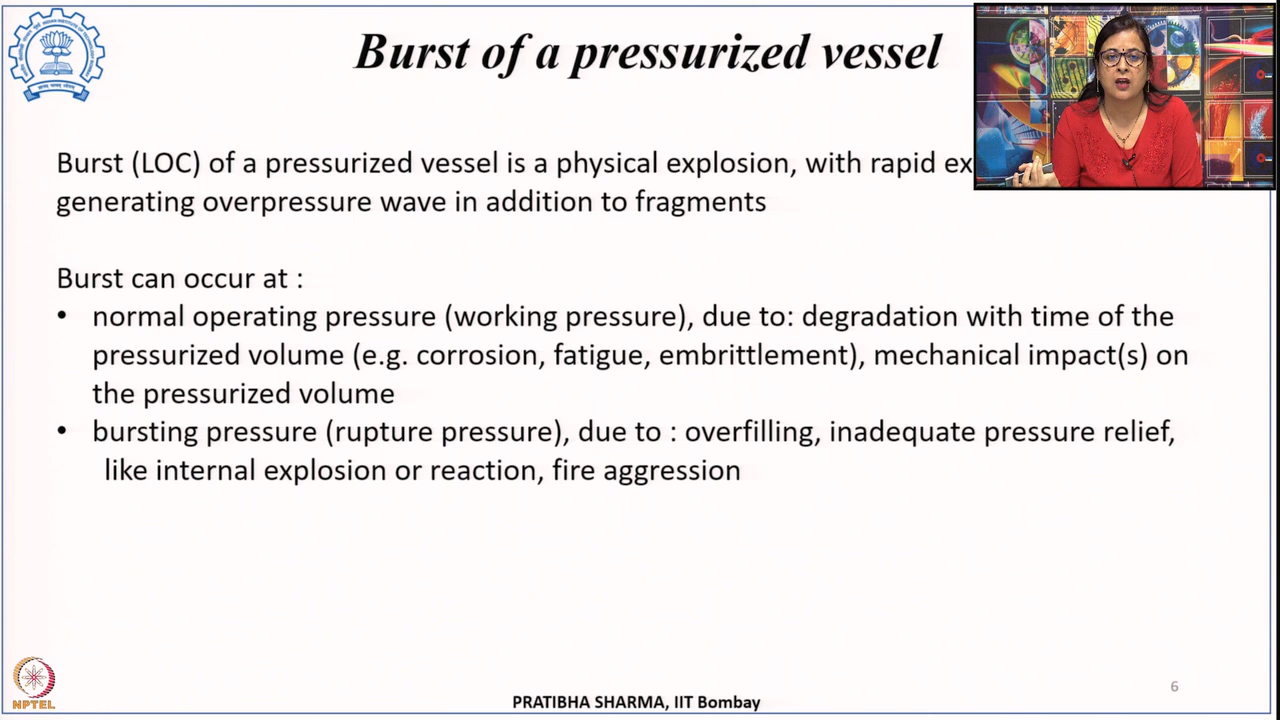 Burst of a pressurized vessel
Burst (LOC) of a pressurized vessel is a physical explosion, with rapid ex
generating overpressure wave in addition to fragments
Burst can occur at :
• normal operating pressure (working pressure), due to: degradation with time of the
pressurized volume (e.g. corrosion, fatigue, embrittlement), mechanical impact(s) on
the pressurized volume
• bursting pressure (rupture pressure), due to : overfilling, inadequate pressure relief,
like internal explosion or reaction, fire aggression
6
NPTEL
PRATIBHA SHARMA, IIT Bombay